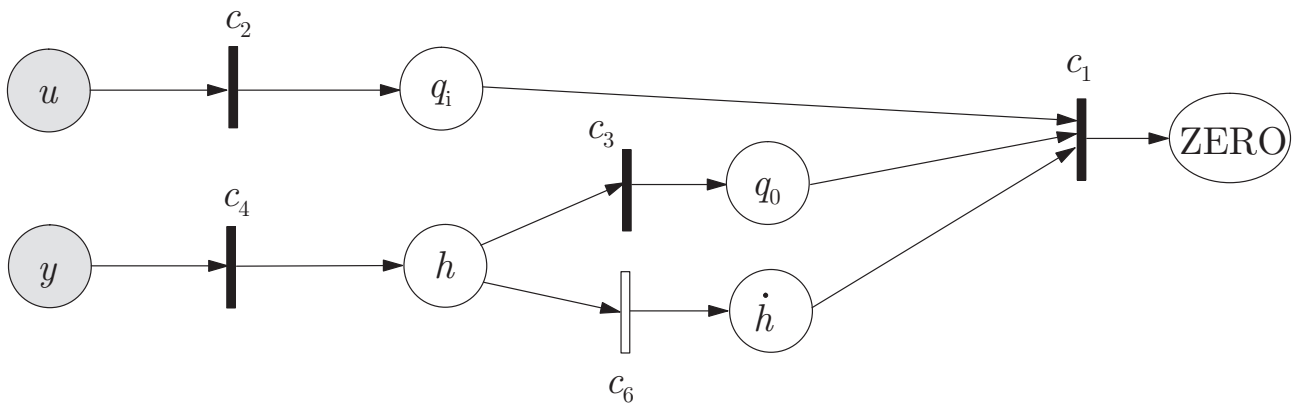 c₂
u
qᵢ
c₁
c₃
ZERO
q₀
c₄
y
h
ḣ
c₆